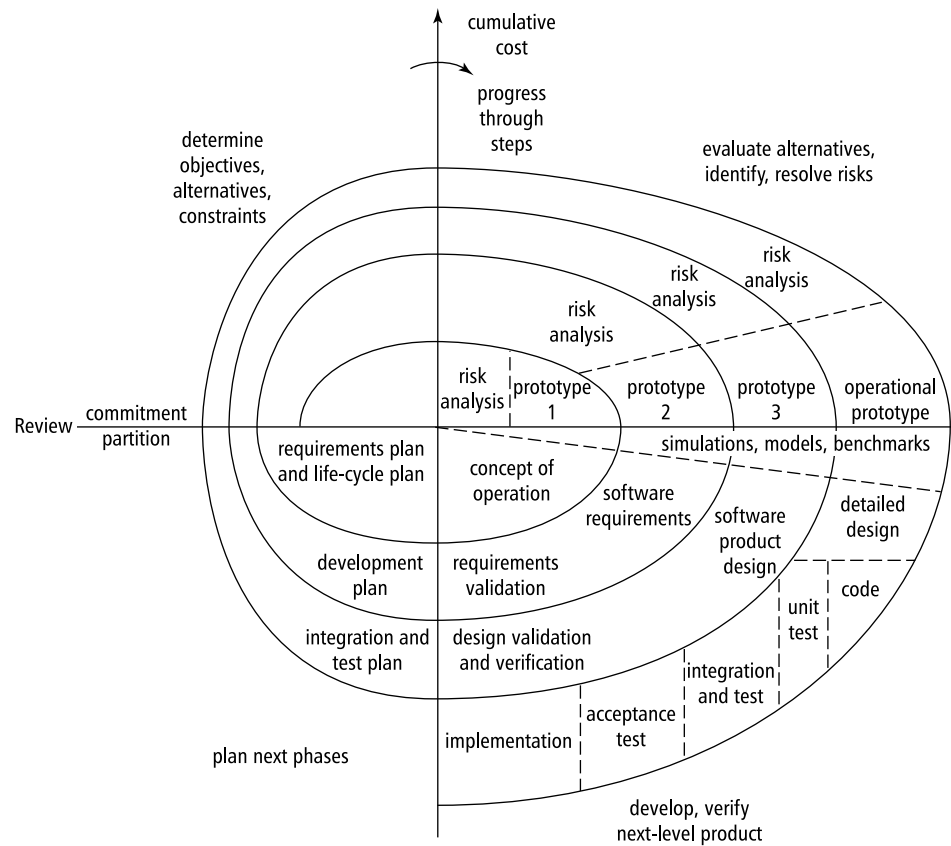 cumulative
cost
progress
through
steps
determine
objectives,
alternatives,
constraints
evaluate alternatives,
identify, resolve risks
risk
analysis
risk
analysis
risk
analysis
risk
analysis
prototype
1
prototype
2
prototype
3
operational
prototype
Review
commitment
partition
requirements plan
and life-cycle plan
concept of
operation
simulations, models, benchmarks
software
requirements
software
product
design
detailed
design
development
plan
requirements
validation
unit
test
code
integration and
test plan
design validation
and verification
integration
and test
acceptance
test
implementation
plan next phases
develop, verify
next-level product